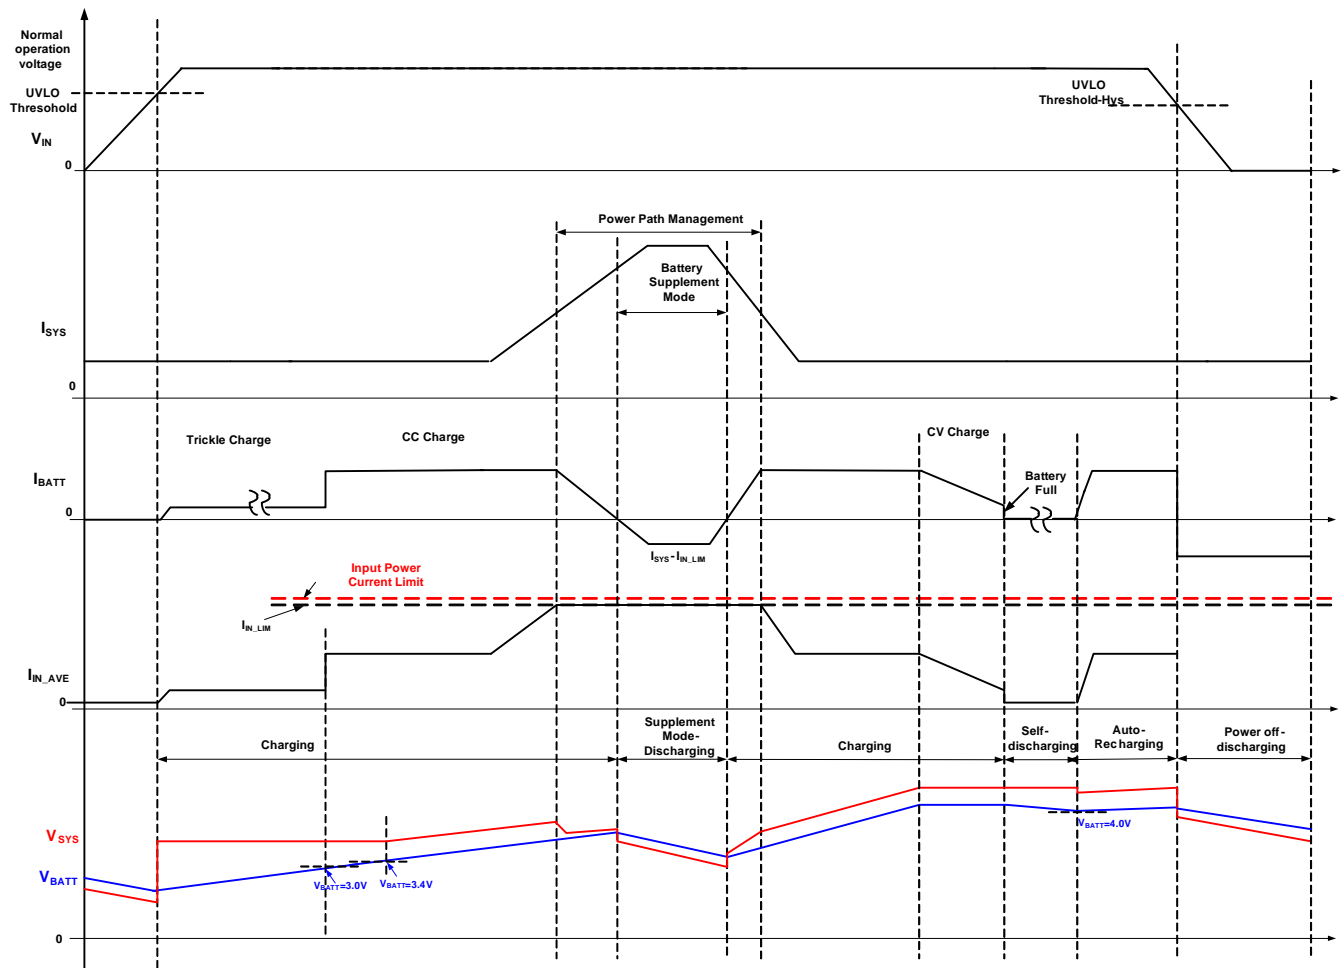 Normal
operation
voltage
UVLO
Thresohold
VIN
0
UVLO
Threshold-Hys
Power Path Management
Battery
Supplement
Mode
ISYS
0
Trickle Charge
CC Charge
CV Charge
IBATT
0
Battery
Full
ISYS-IIN_LIM
Input Power
Current Limit
IIN_LIM
IIN_AVE
0
Charging
Supplement
Mode-
Discharging
Charging
Self-
discharging
Auto-
Recharging
Power off-
discharging
VSYS
VBATT
VBATT=3.0V
VBATT=3.4V
VBATT=4.0V
0